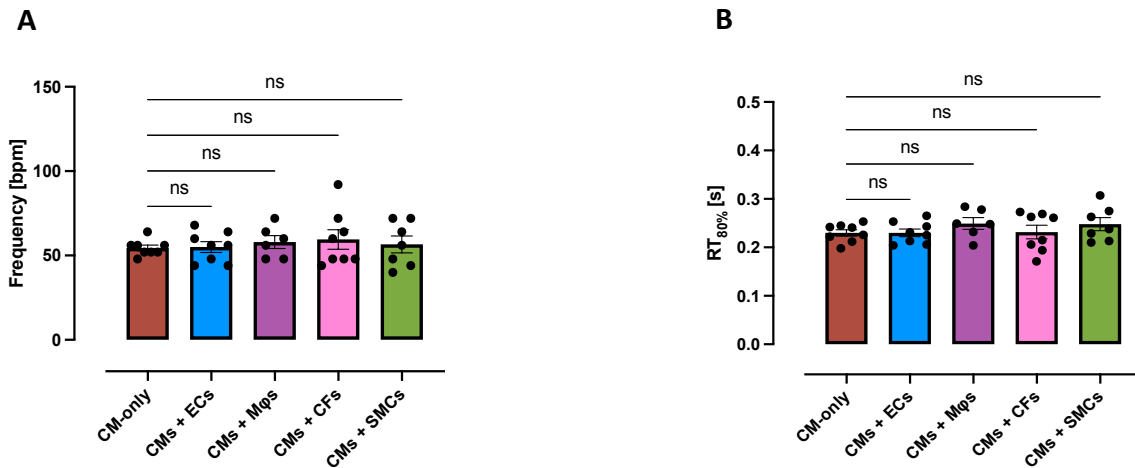 A
Frequency [bpm]
150
100
50
0
ns
ns
ns
ns
CM-only
CMs + ECs
CMs + Mφs
CMs + CFs
CMs + SMCs
B
RT80% [s]
0.5
0.4
0.3
0.2
0.1
0.0
ns
ns
ns
ns
CM-only
CMs + ECs
CMs + Mφs
CMs + CFs
CMs + SMCs